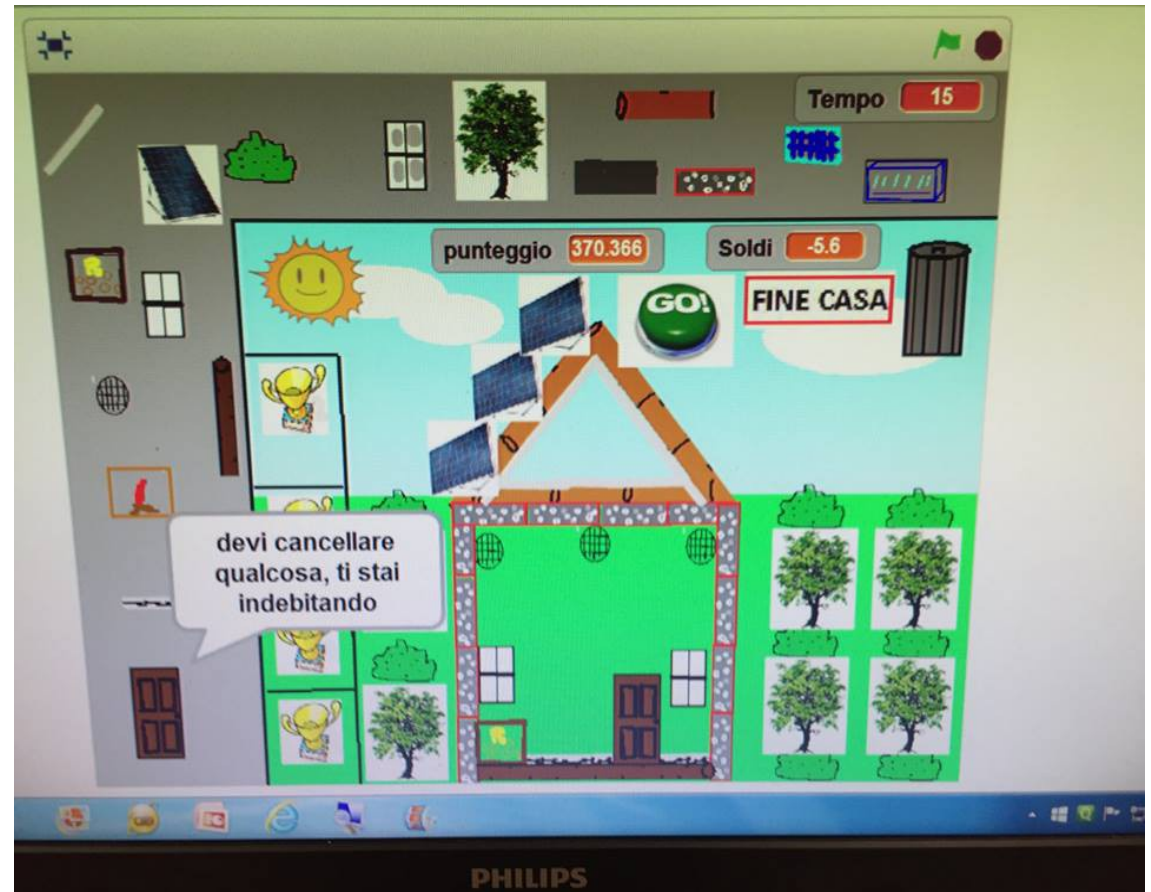 Tempo 15
punteggio 370.366
Soldi -5.6
GO!
FINE CASA
devi cancellare
qualcosa, ti stai
indebitando
PHILIPS